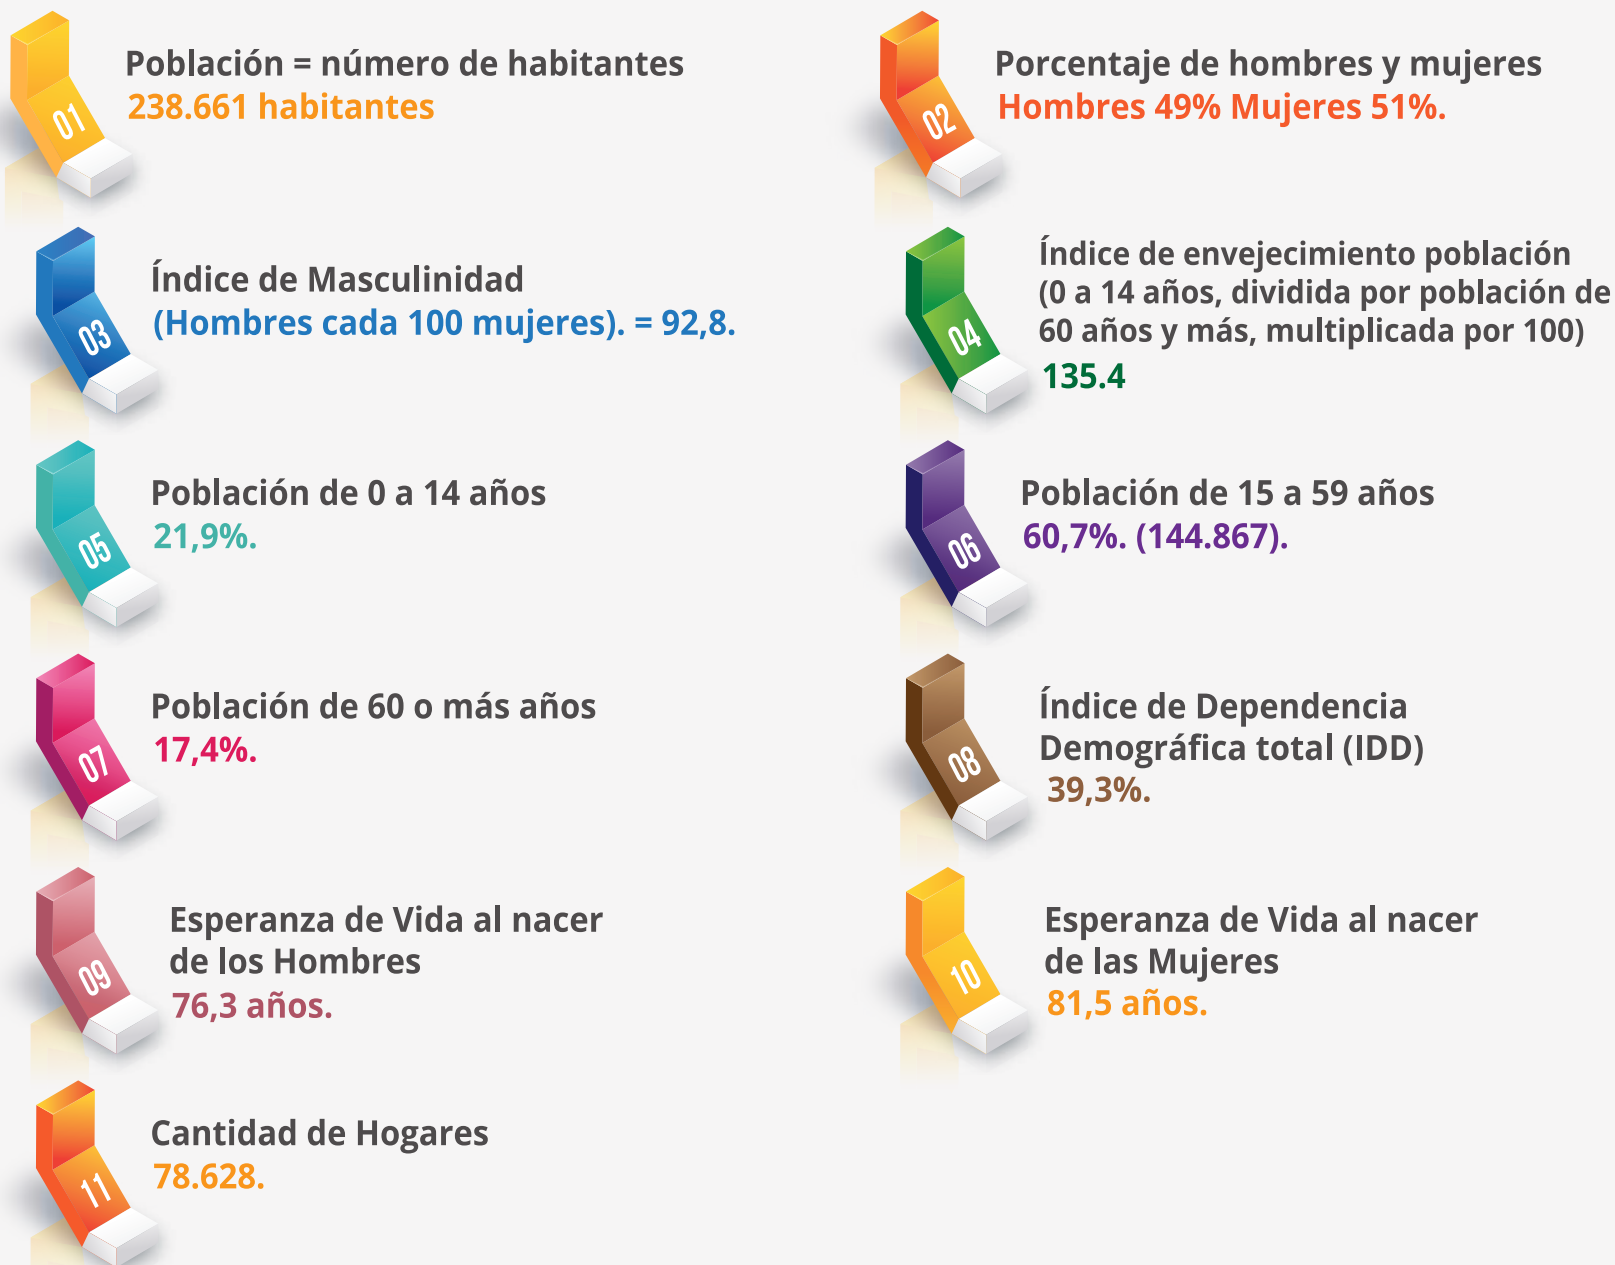 01
Población = número de habitantes
238.661 habitantes
02
Porcentaje de hombres y mujeres
Hombres 49% Mujeres 51%.
03
Índice de Masculinidad
(Hombres cada 100 mujeres). = 92,8.
04
Índice de envejecimiento población
(0 a 14 años, dividida por población de
60 años y más, multiplicada por 100)
135.4
05
Población de 0 a 14 años
21,9%.
06
Población de 15 a 59 años
60,7%. (144.867).
07
Población de 60 o más años
17,4%.
08
Índice de Dependencia
Demográfica total (IDD)
39,3%.
09
Esperanza de Vida al nacer
de los Hombres
76,3 años.
10
Esperanza de Vida al nacer
de las Mujeres
81,5 años.
11
Cantidad de Hogares
78.628.